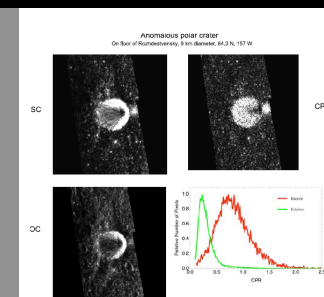 Anomalous polar crater
On floor of Rozhdestvensky, 9 km diameter, 84.3 N, 157 W
SC
CP
OC
Relative Number of Pixels
1.0
0.8
0.6
0.4
0.2
0.0
Interior
Exterior
0.0 0.5 1.0 1.5 2.0 2.5
CPR